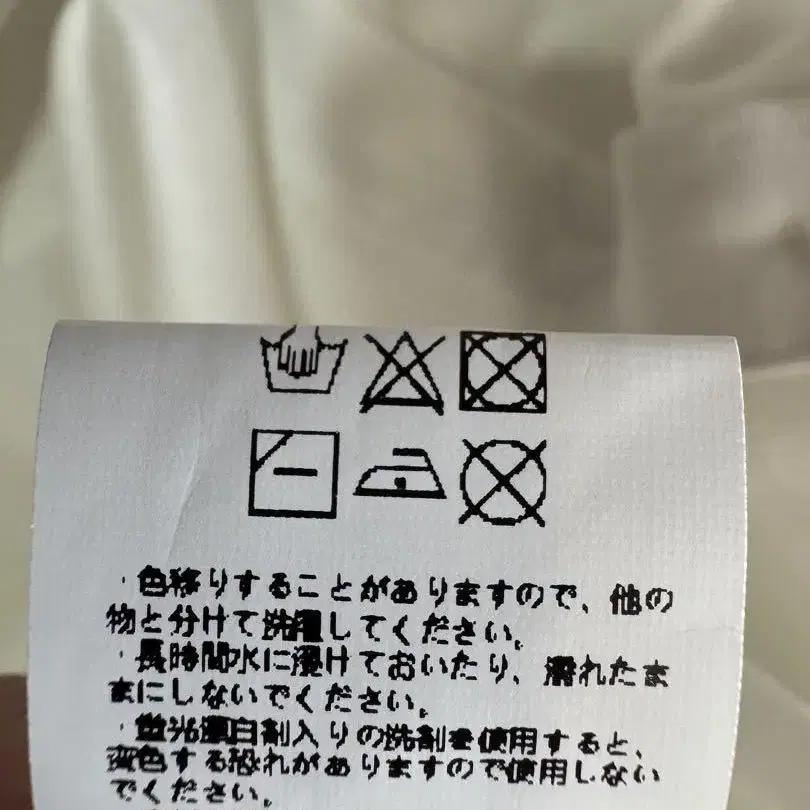 ・色移りすることがありますので、他の
物と分けて洗濯してください。
・長時間水に浸けておいたり、濡れたま
まにしないでください。
・蛍光漂白剤入りの洗剤を使用すると、
変色する恐れがありますので使用しない
でください。